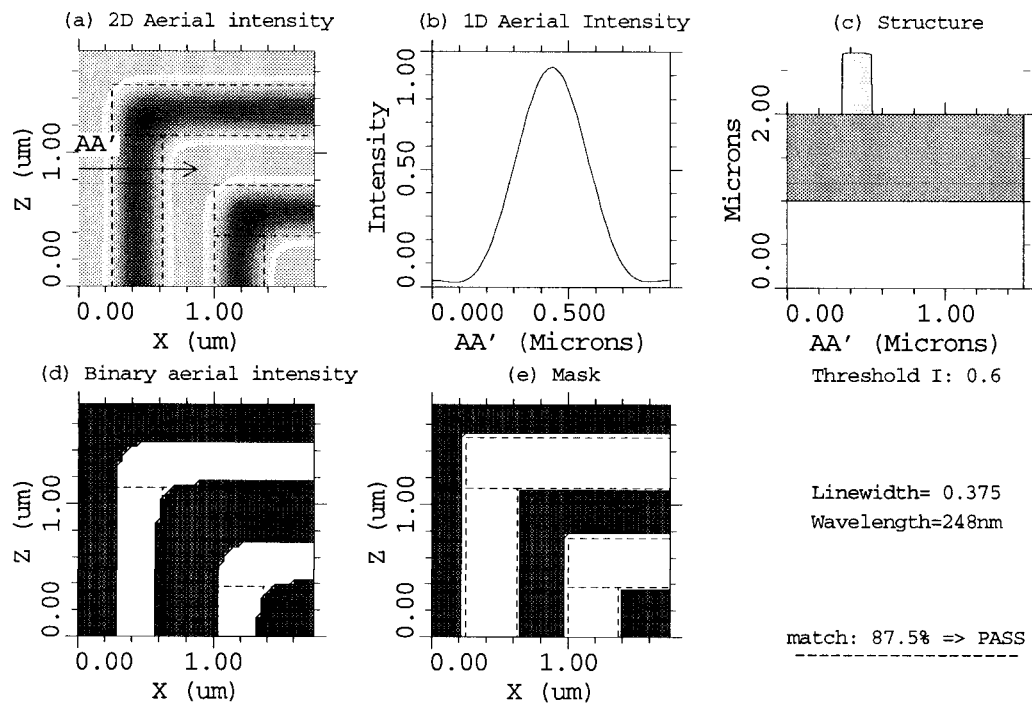 (a) 2D Aerial intensity
(b) 1D Aerial Intensity
(c) Structure
Z (um)
1.00
0.00
AA'
0.00
1.00
X (um)
Intensity
1.00
0.50
0.00
0.000
0.500
AA' (Microns)
Microns
2.00
0.00
0.00
1.00
AA' (Microns)
(d) Binary aerial intensity
(e) Mask
Threshold I: 0.6
Z (um)
1.00
0.00
0.00
1.00
X (um)
Z (um)
1.00
0.00
0.00
1.00
X (um)
Linewidth= 0.375
Wavelength=248nm
match: 87.5% => PASS